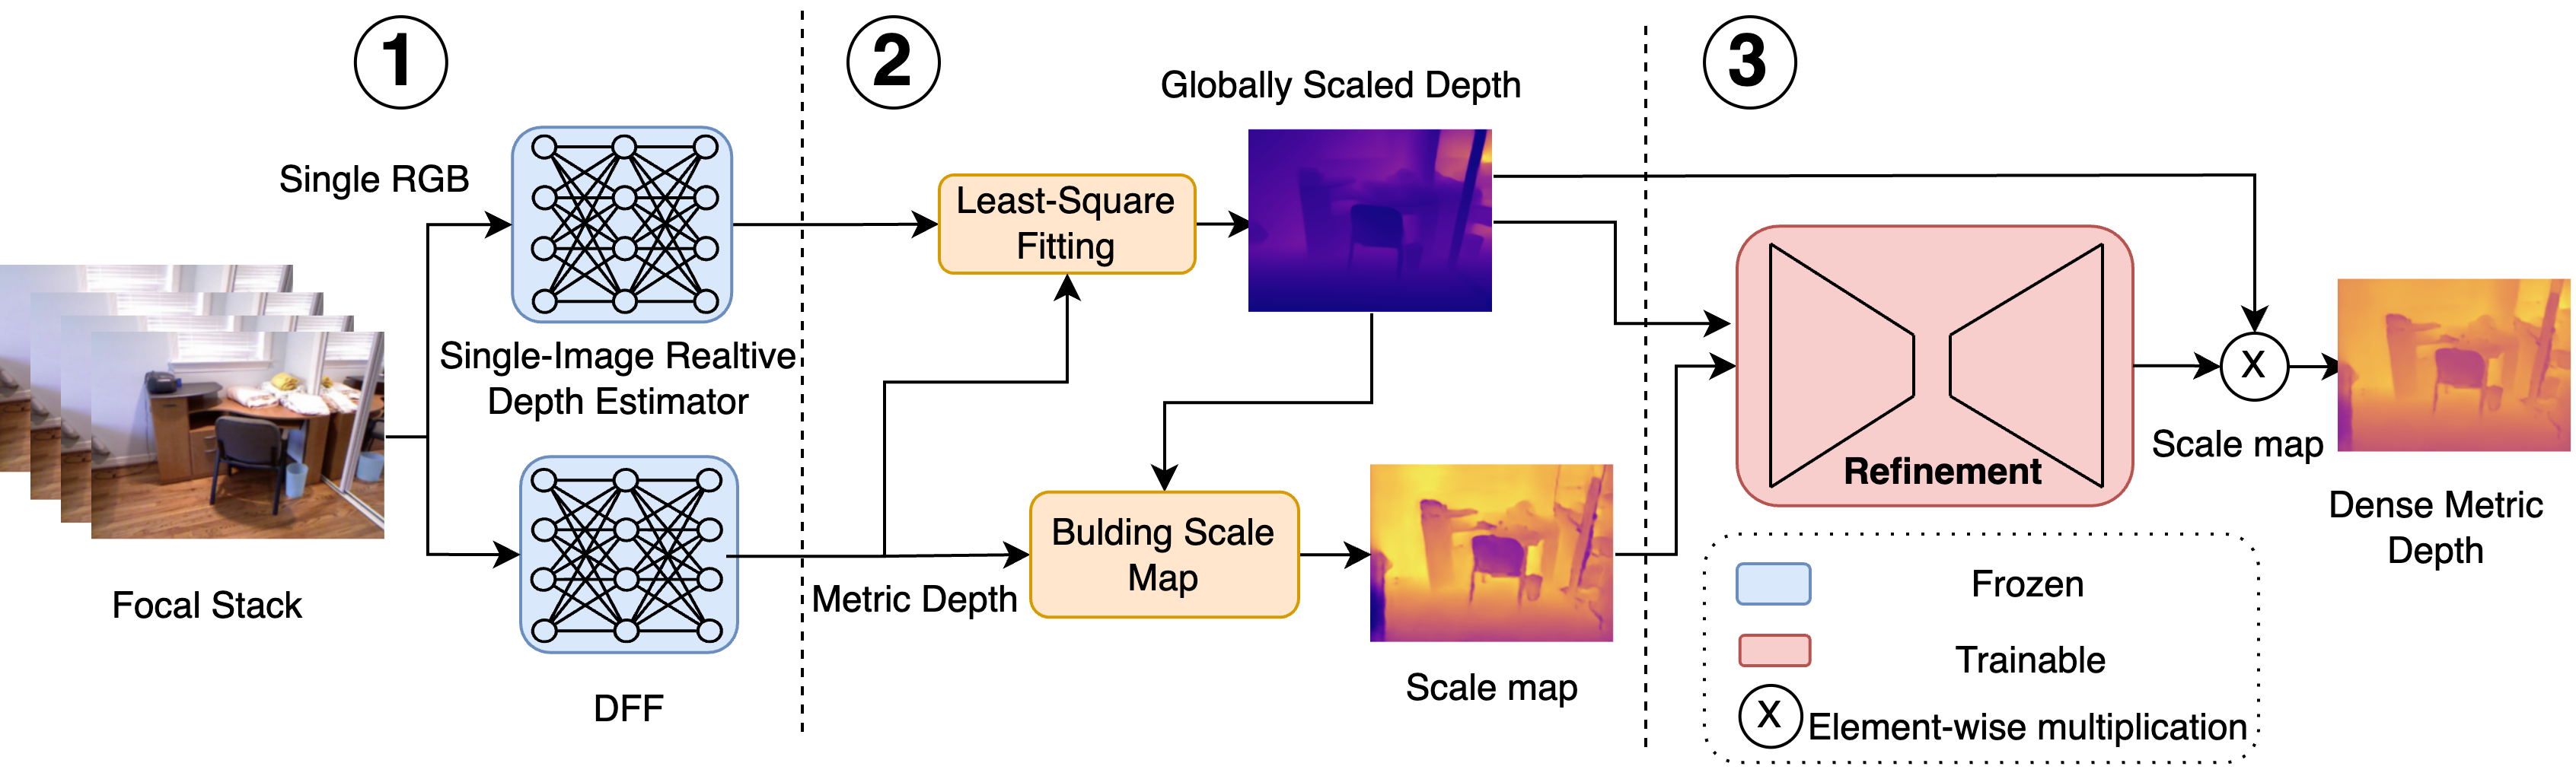 1
2
3
Globally Scaled Depth
Single RGB
Least-Square
Fitting
Single-Image Realtive
Depth Estimator
X
Scale map
Refinement
Dense Metric
Depth
Bulding Scale
Map
Metric Depth
Focal Stack
DFF
Scale map
Frozen
Trainable
X Element-wise multiplication